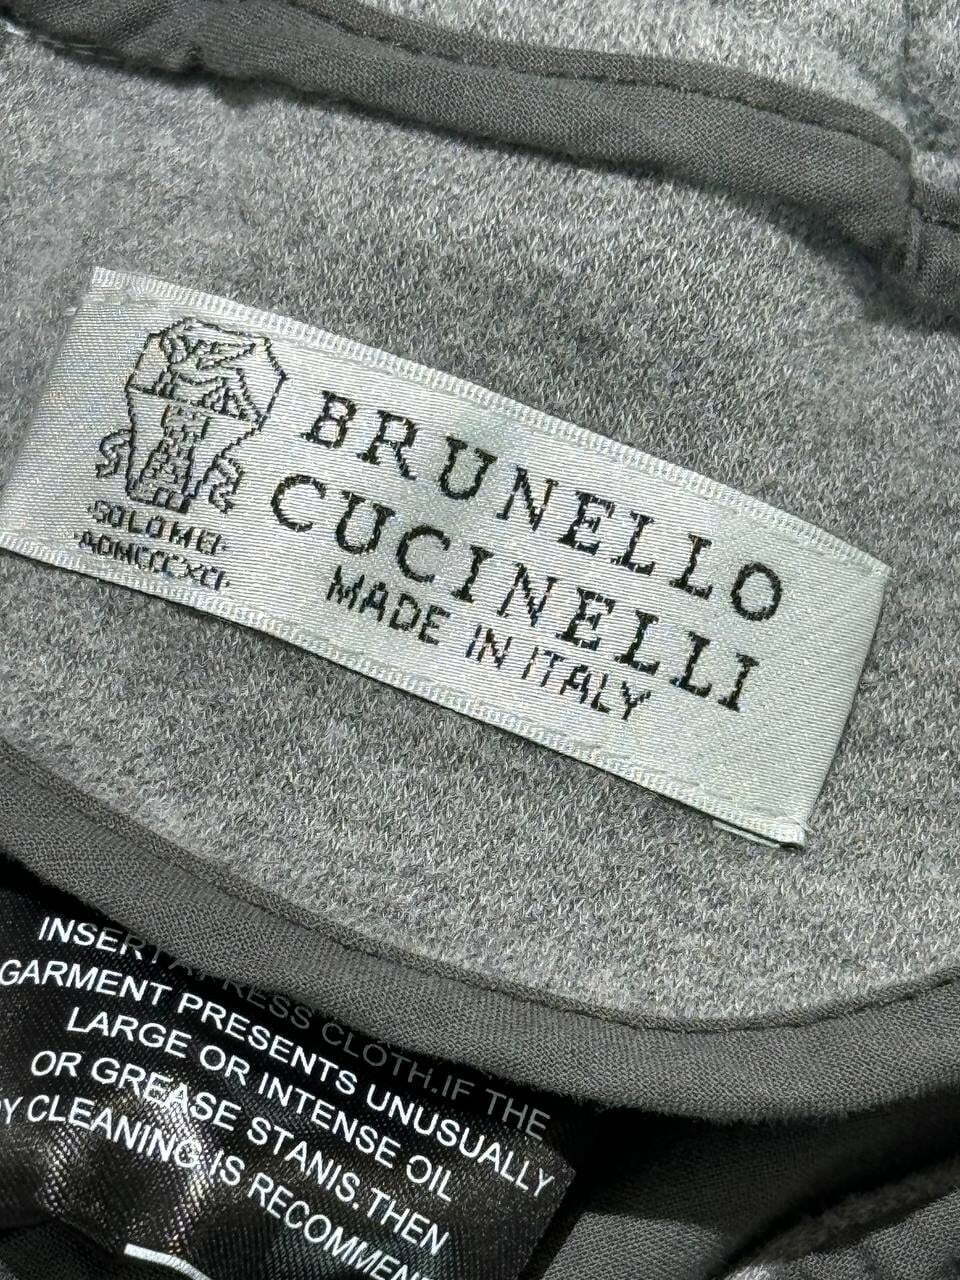 BRUNELLO
CUCINELLI
MADE IN ITALY
SOLOMEO
INSERT A PRESS CLOTH.IF THE
GARMENT PRESENTS UNUSUALLY
LARGE OR INTENSE OIL
OR GREASE STANIS.THEN
CLEANING IS RECOMMEN